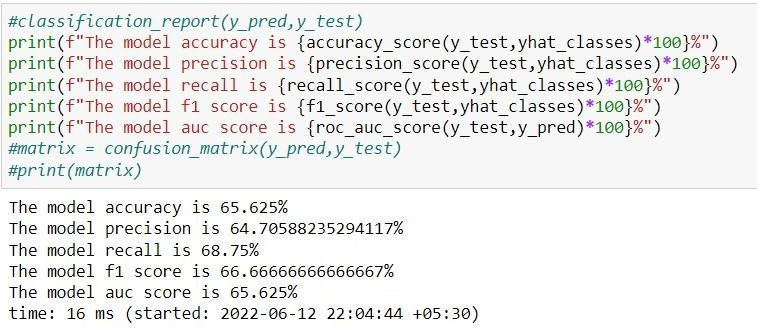 #classification_report(y_pred,y_test)
print(f"The model accuracy is {accuracy_score(y_test,yhat_classes)*100}%")
print(f"The model precision is {precision_score(y_test,yhat_classes)*100}%")
print(f"The model recall is {recall_score(y_test,yhat_classes)*100}%")
print(f"The model f1 score is {f1_score(y_test,yhat_classes)*100}%")
print(f"The model auc score is {roc_auc_score(y_test,y_pred)*100}%")
#matrix = confusion_matrix(y_pred,y_test)
#print(matrix)
The model accuracy is 65.625%
The model precision is 64.70588235294117%
The model recall is 68.75%
The model f1 score is 66.66666666666667%
The model auc score is 65.625%
time: 16 ms (started: 2022-06-12 22:04:44 +05:30)